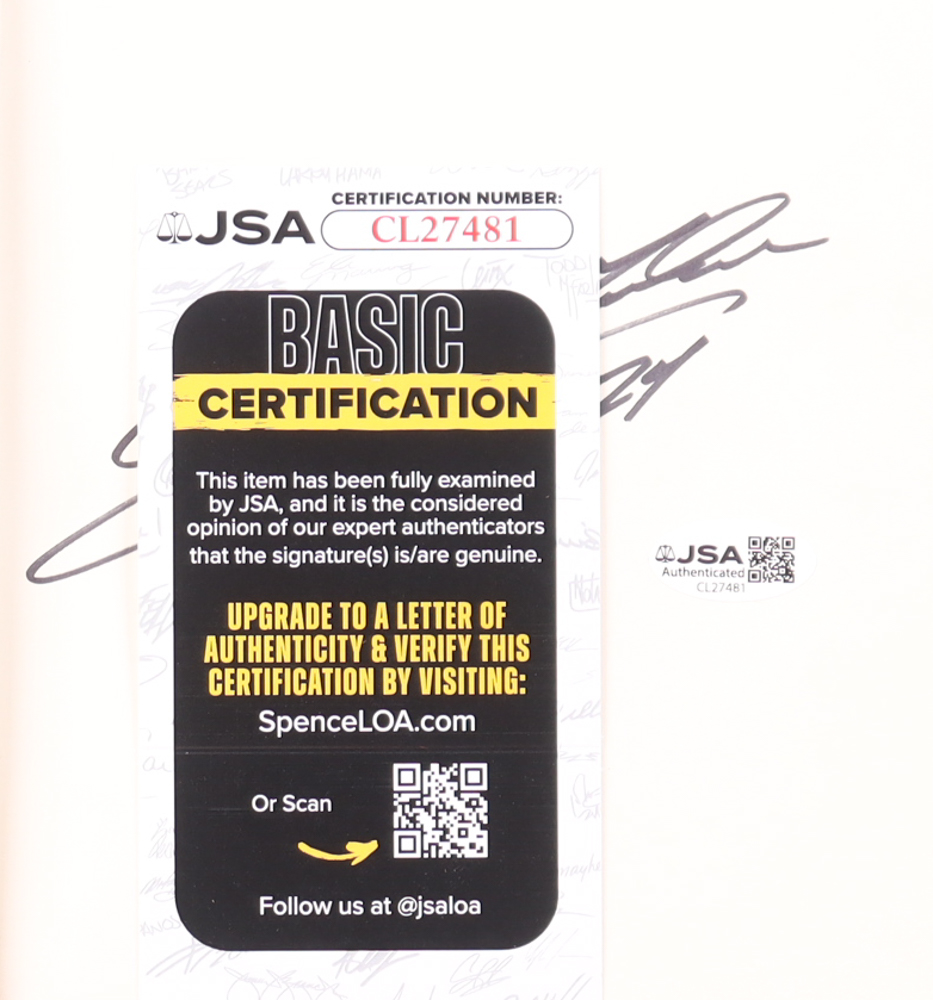 CERTIFICATION NUMBER:
JSA CL27481
BASIC
CERTIFICATION
This item has been fully examined
by JSA, and it is the considered
opinion of our expert authenticators
that the signature(s) is/are genuine.
UPGRADE TO A LETTER OF
AUTHENTICITY & VERIFY THIS
CERTIFICATION BY VISITING:
SpenceLOA.com
Or Scan
Follow us at @jsaloa
24
JSA
Authenticated
CL27481